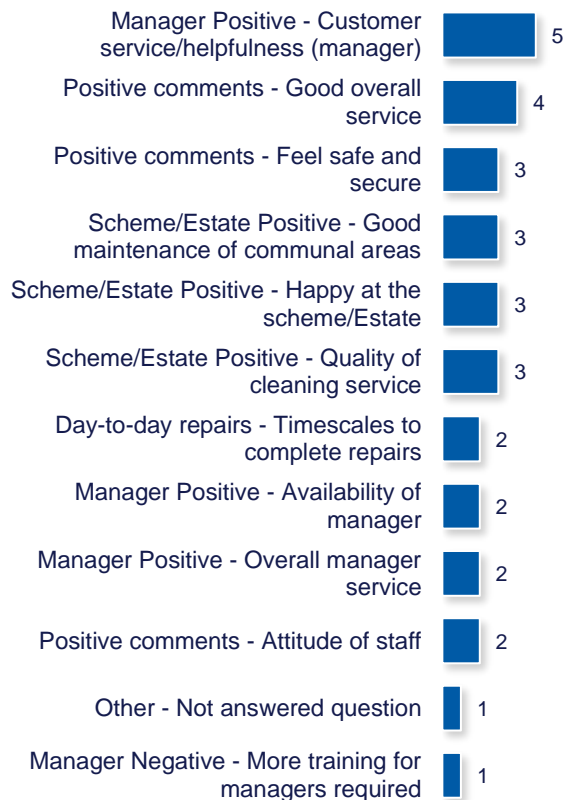 Manager Positive - Customer
service/helpfulness (manager)
5
Positive comments - Good overall
service
4
Positive comments - Feel safe and
secure
3
Scheme/Estate Positive - Good
maintenance of communal areas
3
Scheme/Estate Positive - Happy at the
scheme/Estate
3
Scheme/Estate Positive - Quality of
cleaning service
3
Day-to-day repairs - Timescales to
complete repairs
2
Manager Positive - Availability of
manager
2
Manager Positive - Overall manager
service
2
Positive comments - Attitude of staff
2
Other - Not answered question
1
Manager Negative - More training for
managers required
1